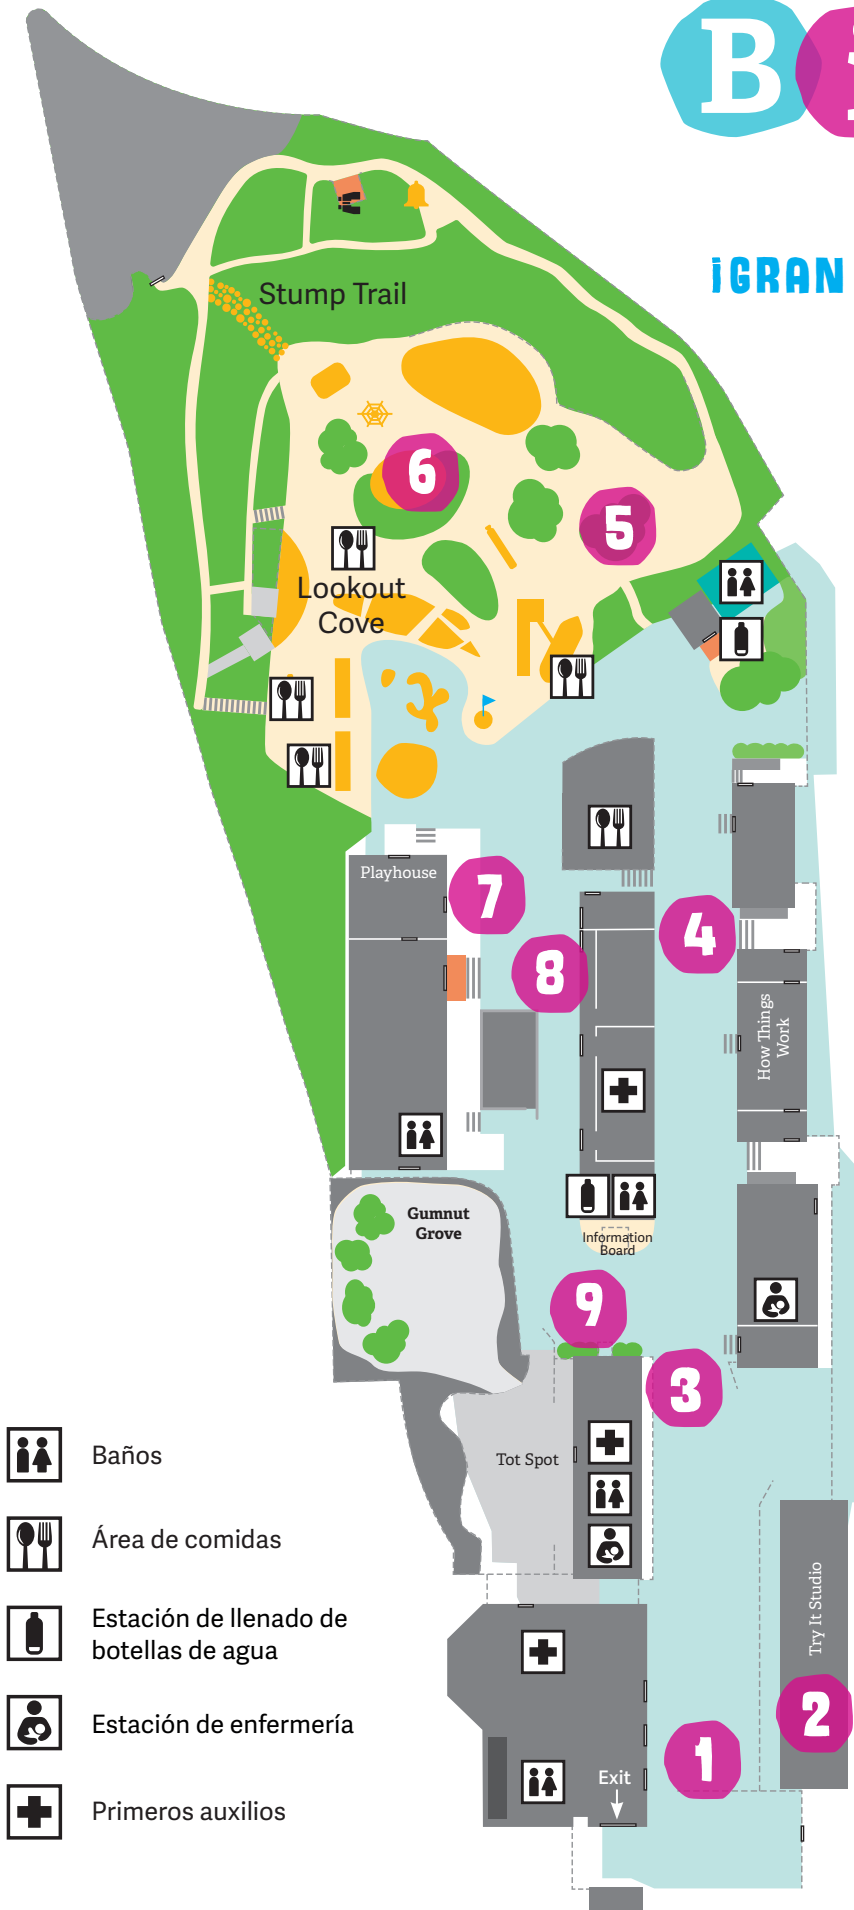 B
¡GRAN
Stump Trail
6
5
Lookout
Cove
Playhouse
7
4
8
How Things
Work
Gumnut
Grove
Information
Board
9
3
Tot Spot
Baños
Área de comidas
Estación de llenado de
botellas de agua
Estación de enfermería
Primeros auxilios
Try It Studio
2
1
Exit